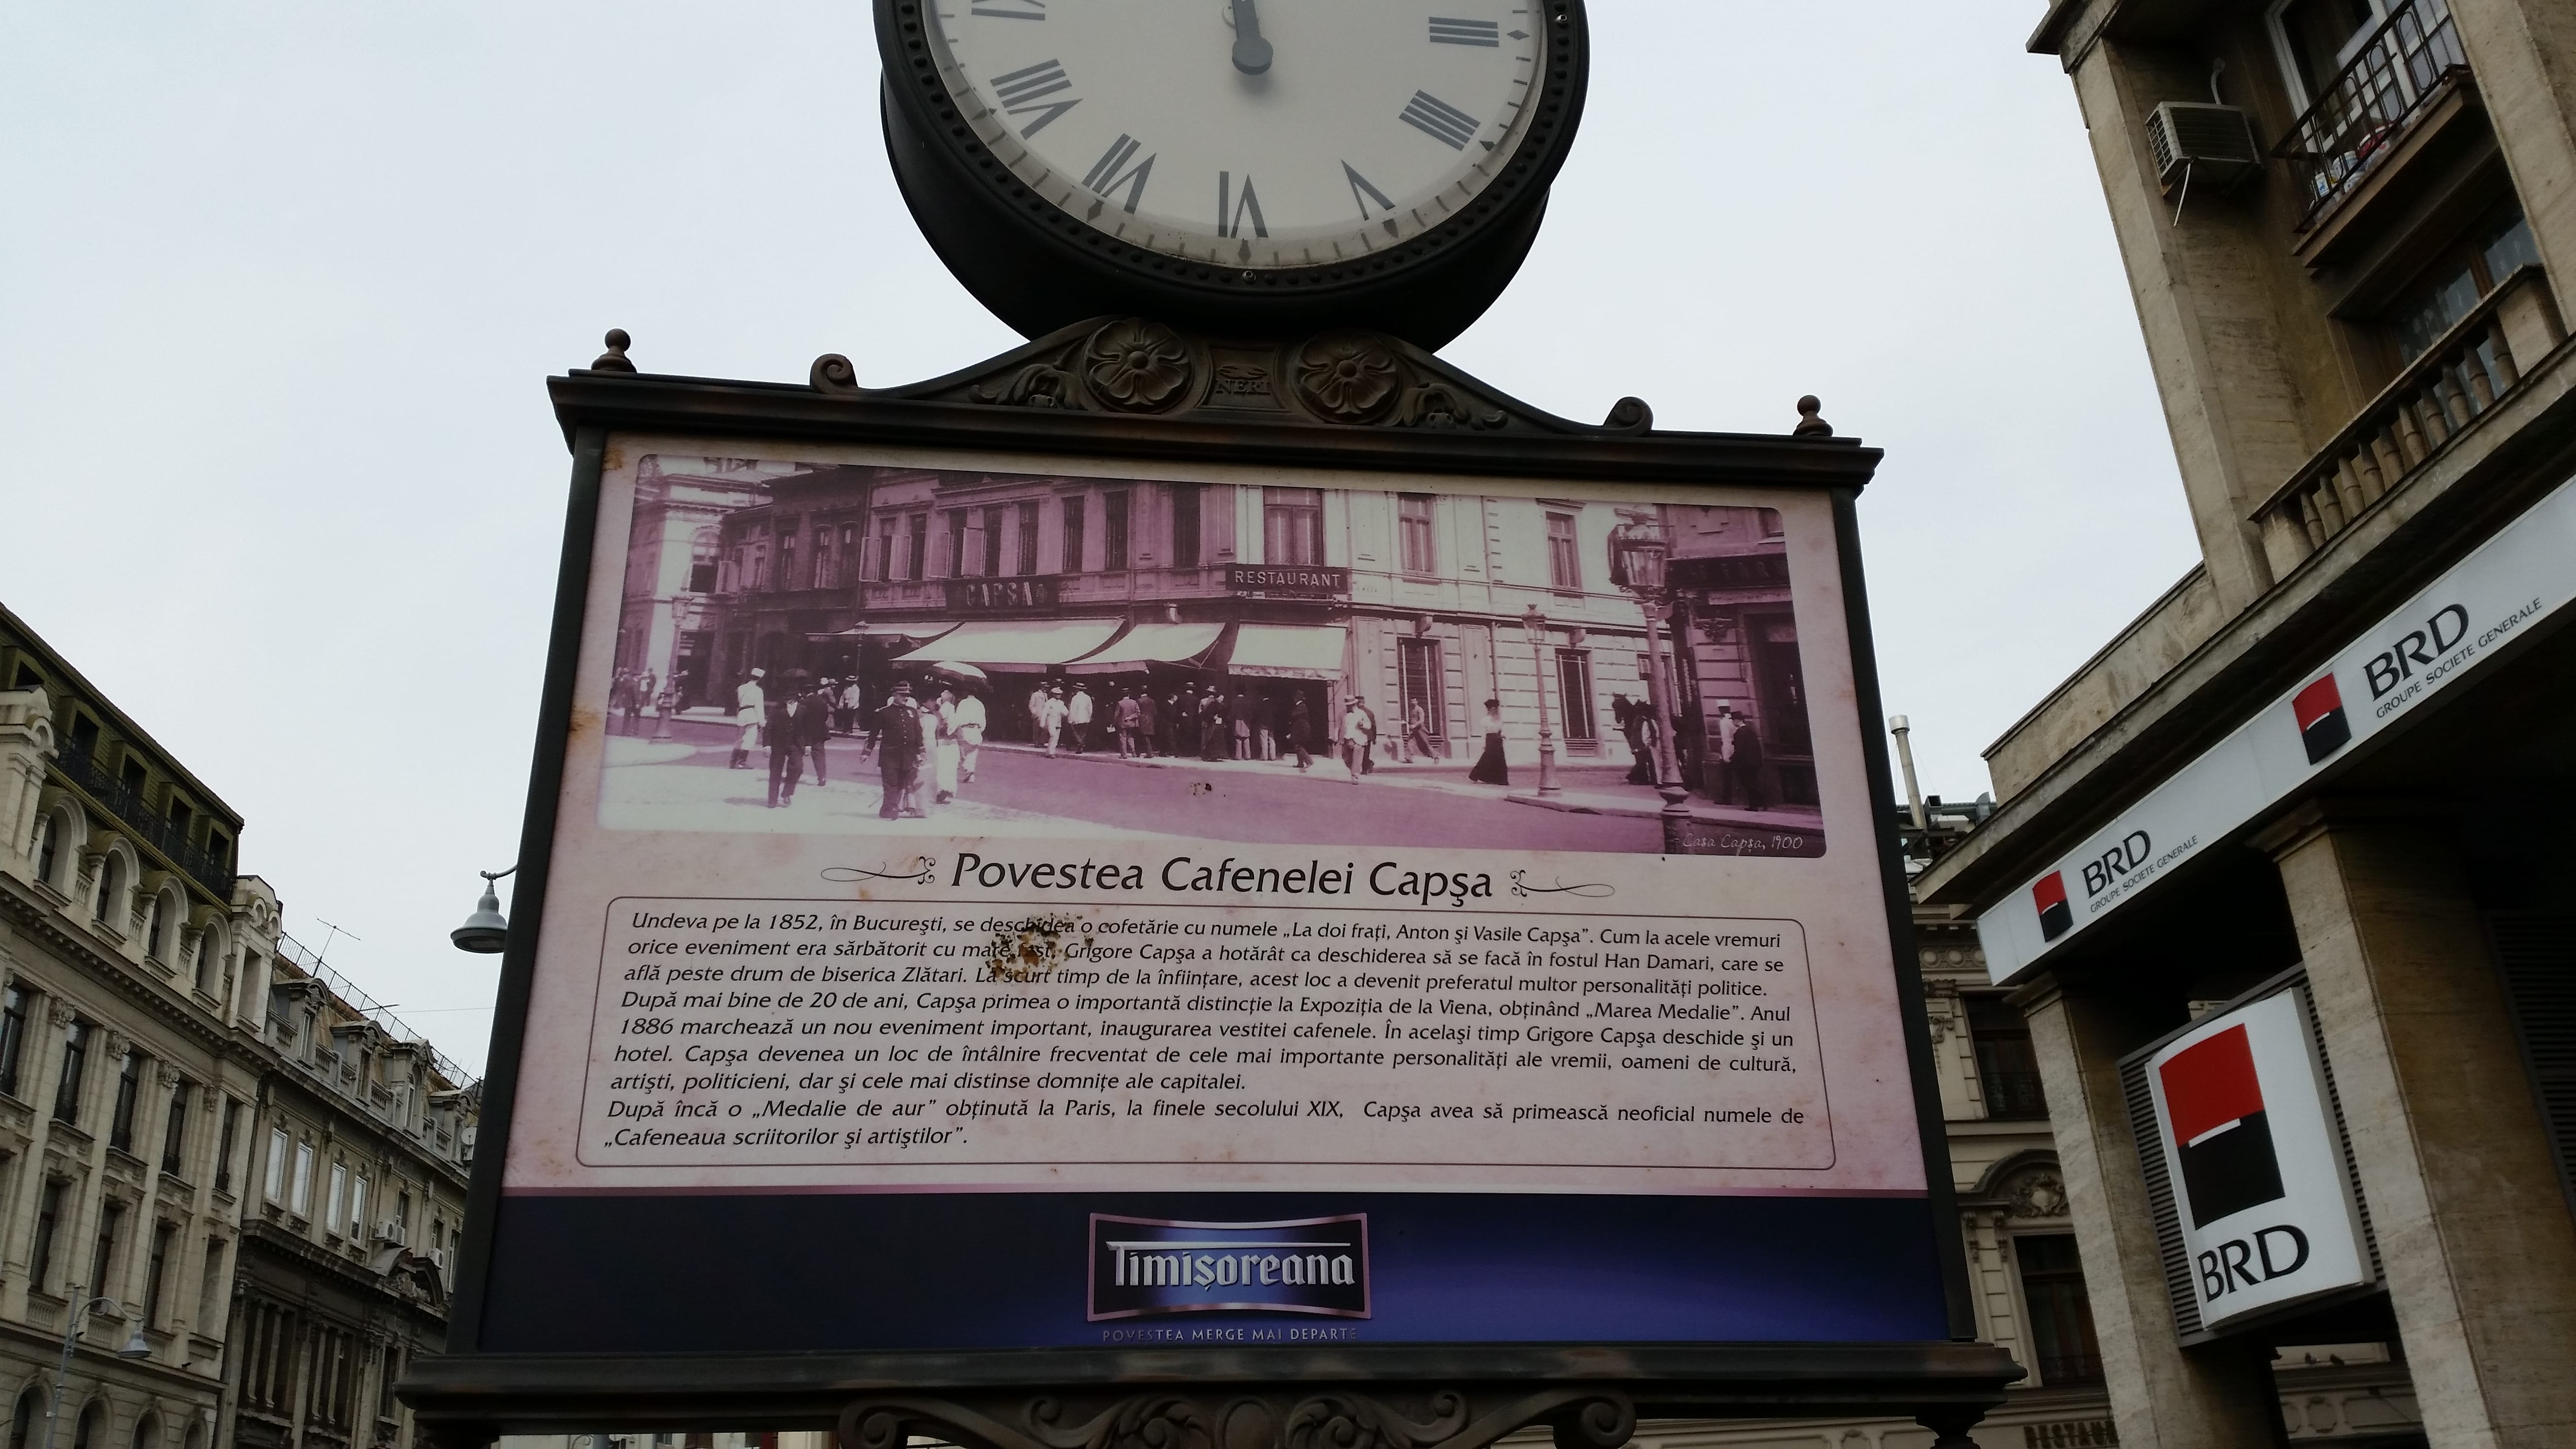 III
IIII
V
VI
VII
VIII
NERI
CAPSA
RESTAURANT
Casa Capşa, 1900
Povestea Cafenelei Capşa
Undeva pe la 1852, în Bucureşti, se deschidea o cofetărie cu numele „La doi fraţi, Anton şi Vasile Capşa”. Cum la acele vremuri
orice eveniment era sărbătorit cu mare fast, Grigore Capşa a hotărât ca deschiderea să se facă în fostul Han Damari, care se
află peste drum de biserica Zlătari. La scurt timp de la înfiinţare, acest loc a devenit preferatul multor personalităţi politice.
După mai bine de 20 de ani, Capşa primea o importantă distincţie la Expoziţia de la Viena, obţinând „Marea Medalie”. Anul
1886 marchează un nou eveniment important, inaugurarea vestitei cafenele. În acelaşi timp Grigore Capşa deschide şi un
hotel. Capşa devenea un loc de întâlnire frecventat de cele mai importante personalităţi ale vremii, oameni de cultură,
artişti, politicieni, dar şi cele mai distinse domniţe ale capitalei.
După încă o „Medalie de aur” obţinută la Paris, la finele secolului XIX, Capşa avea să primească neoficial numele de
„Cafeneaua scriitorilor şi artiştilor”.
Timişoreana
POVESTEA MERGE MAI DEPARTE
BRD
GROUPE SOCIETE GENERALE
BRD
GROUPE SOCIETE GENERALE
BRD